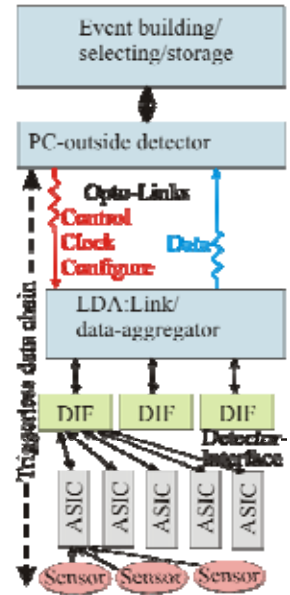 Event building/
selecting/storage
PC-outside detector
Opto-Links
Control
Clock
Configure
Data
LDA:Link/
data-aggregator
DIF DIF DIF
Detector-
Interface
ASIC ASIC ASIC ASIC ASIC
Sensor Sensor Sensor
Triggerless data chain